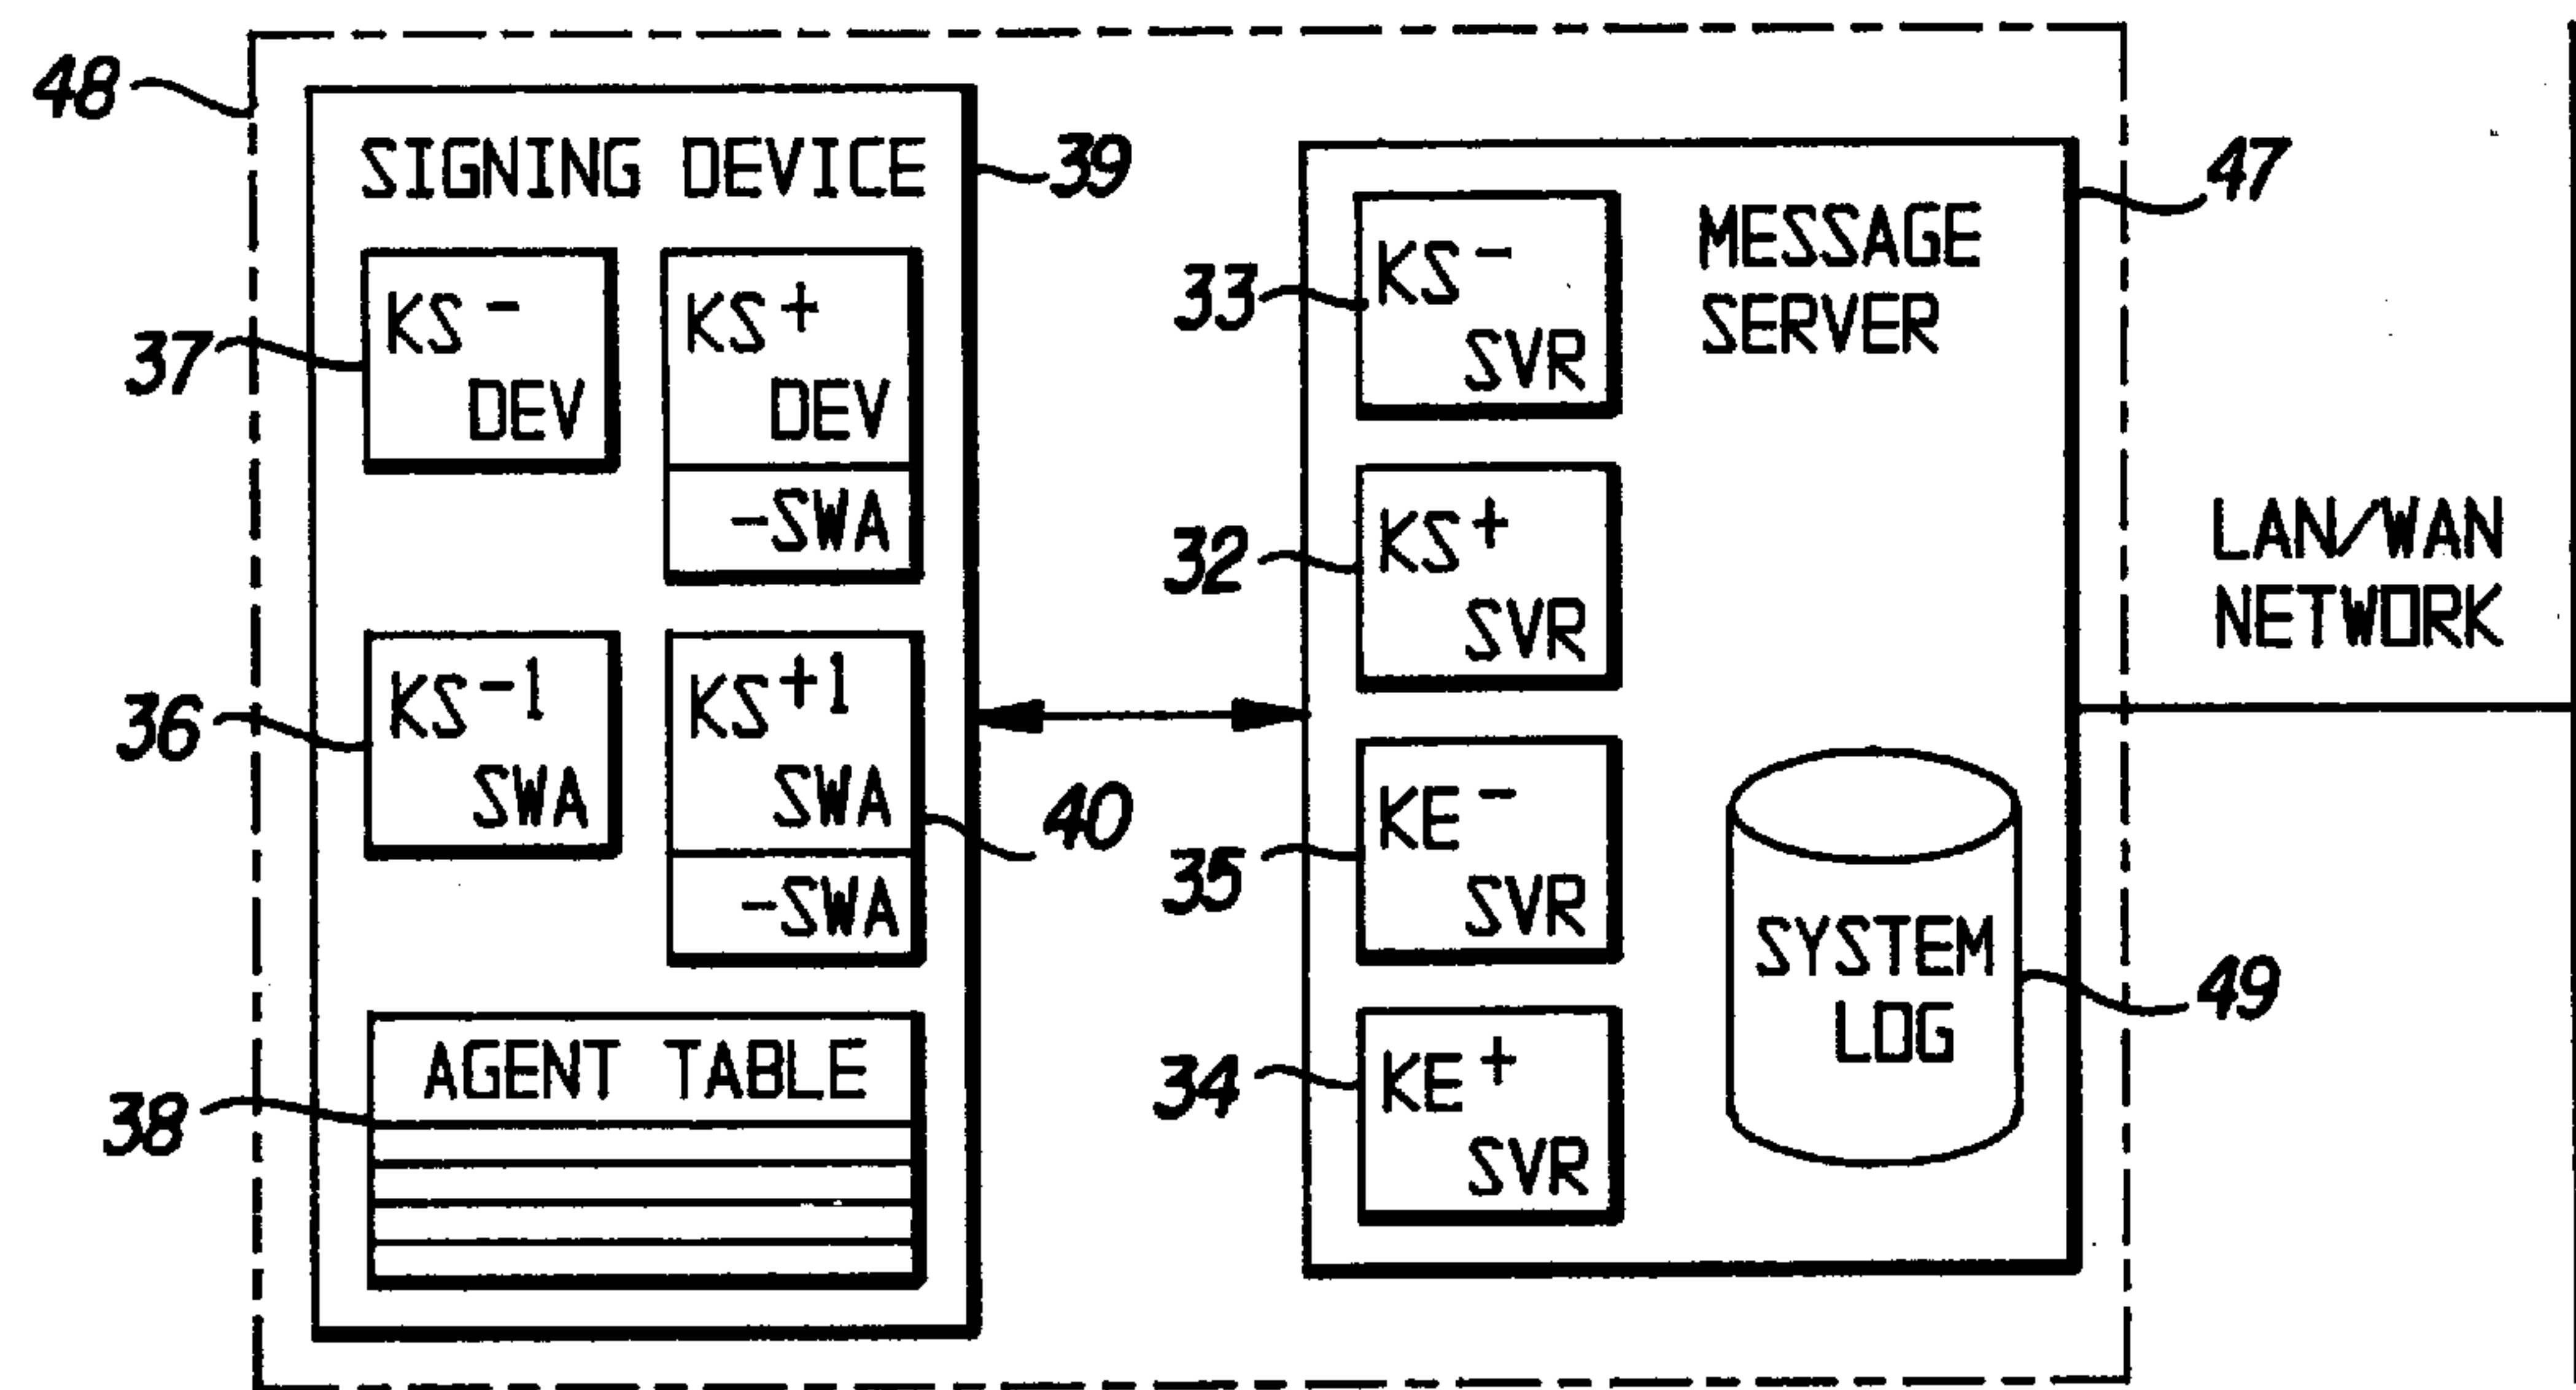 48
SIGNING DEVICE
39
37
KS⁻
DEV
KS⁺
DEV
-SWA
36
KS⁻¹
SWA
KS⁺¹
SWA
-SWA
40
AGENT TABLE
38
47
MESSAGE
SERVER
33
KS⁻
SVR
32
KS⁺
SVR
35
KE⁻
SVR
34
KE⁺
SVR
SYSTEM
LOG
49
LAN/WAN
NETWORK